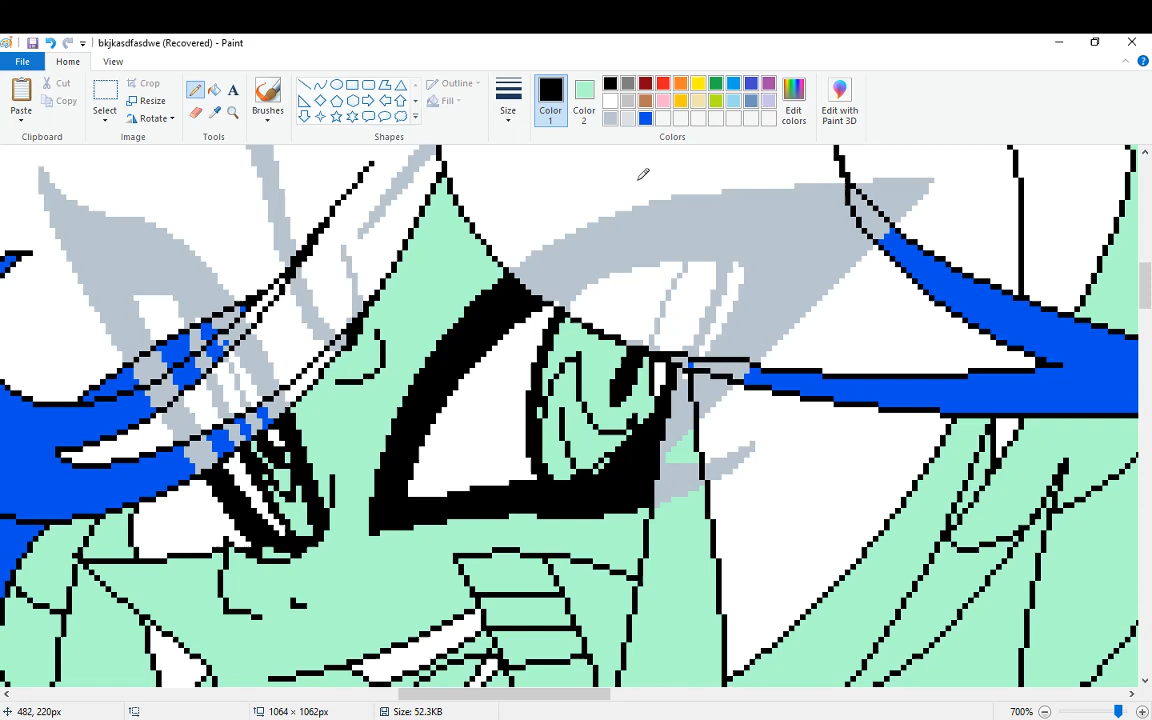 bkjkasdfasdwe (Recovered) - Paint
File Home View
Paste
Cut
Copy
Clipboard
Select
Crop
Resize
Rotate
Image
A
Tools
Brushes
Outline
Fill
Shapes
Size
Color 1
Color 2
Edit colors
Colors
Edit with Paint 3D
482, 220px
1064 × 1062px
Size: 52.3KB
700%